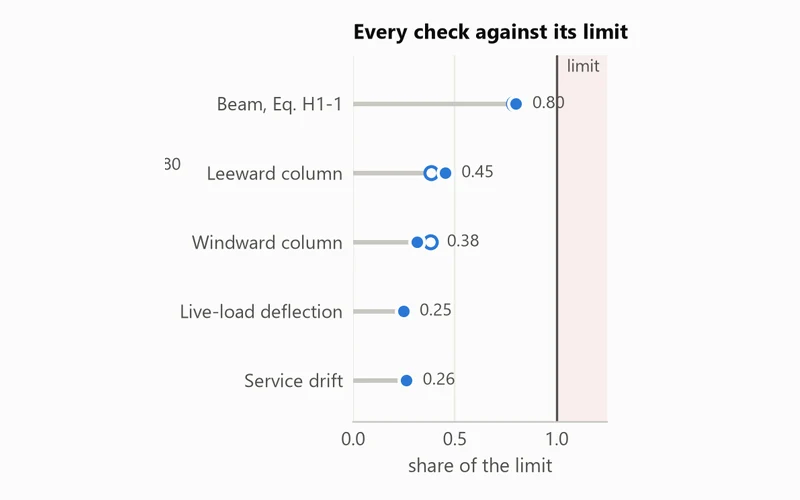 Every check against its limit
limit
Beam, Eq. H1-1
0.80
30
Leeward column
0.45
Windward column
0.38
Live-load deflection
0.25
Service drift
0.26
0.0
0.5
1.0
share of the limit